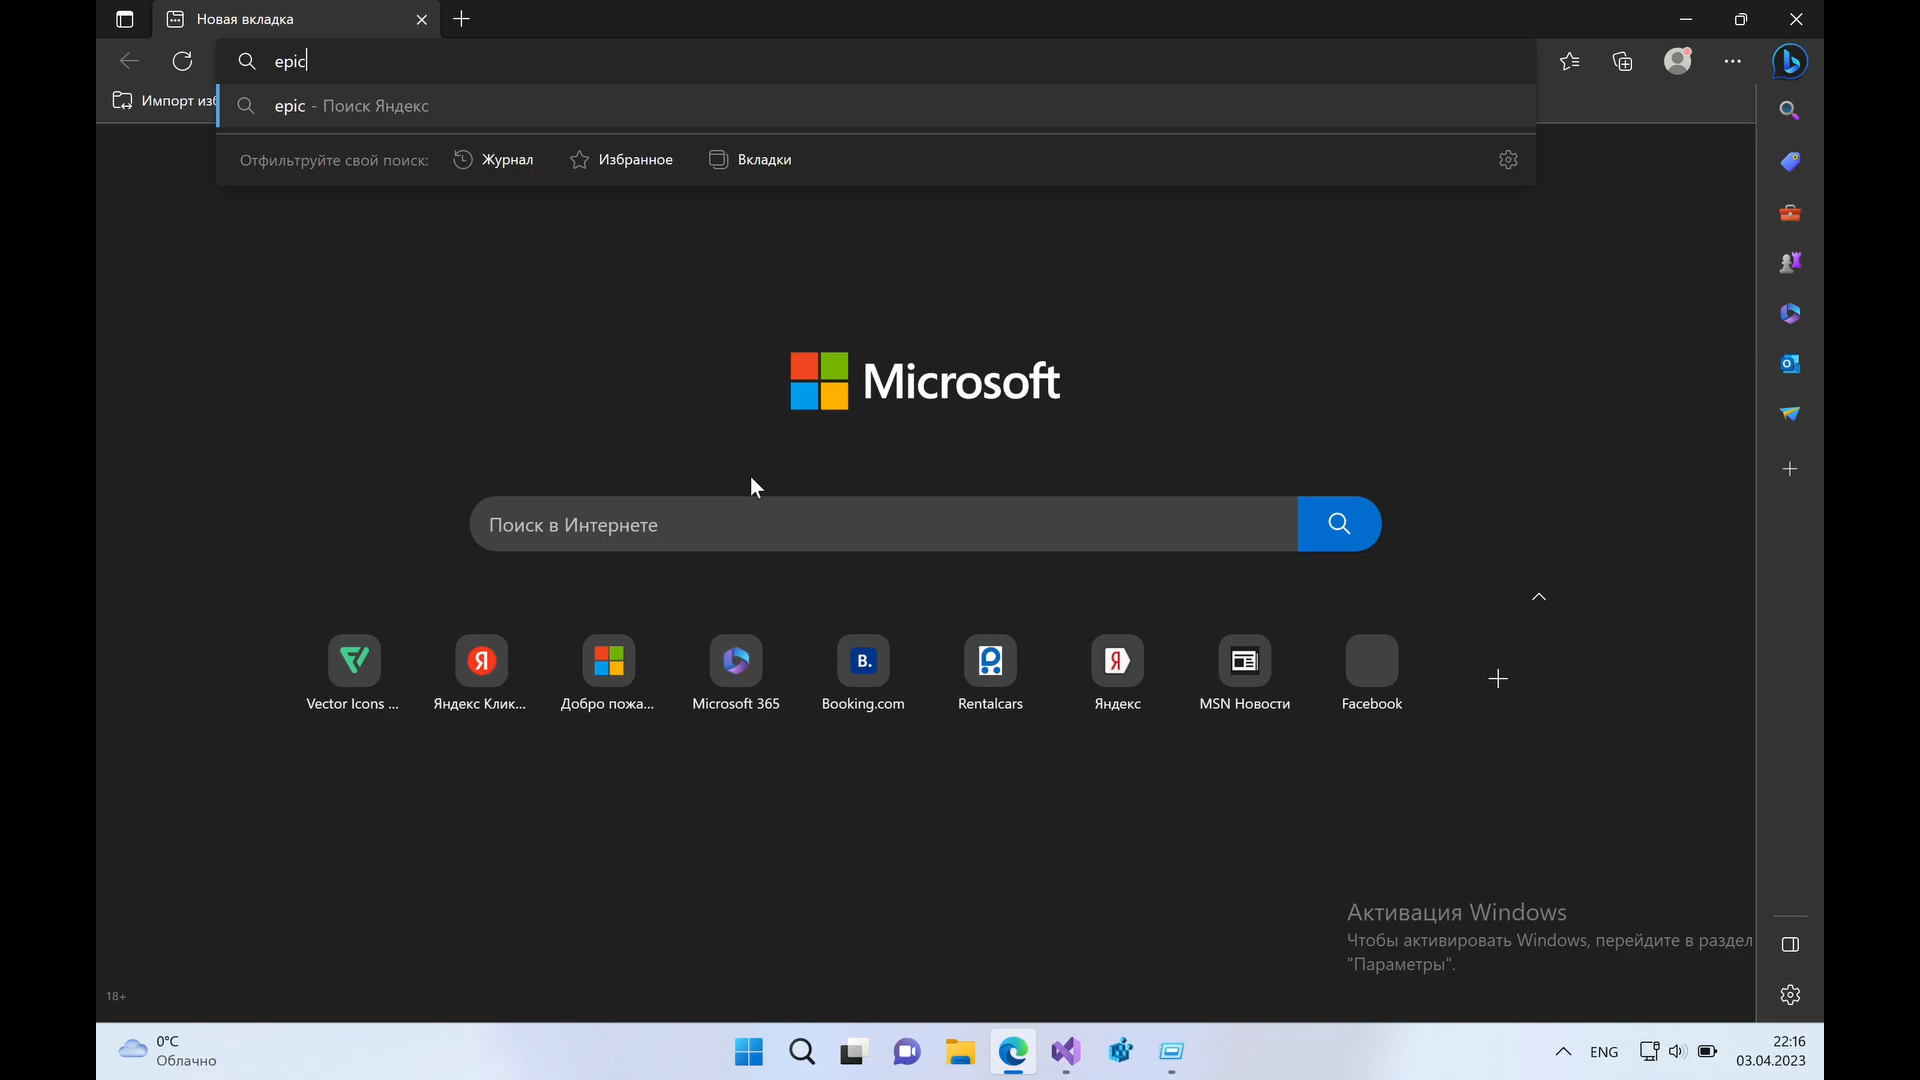 Новая вкладка
epic
Импорт изб
epic - Поиск Яндекс
Отфильтруйте свой поиск:
Журнал
Избранное
Вкладки
Microsoft
Поиск в Интернете
Vector Icons ...
Яндекс Клик...
Добро пожа...
Microsoft 365
Booking.com
Rentalcars
Яндекс
MSN Новости
Facebook
Активация Windows
Чтобы активировать Windows, перейдите в раздел
"Параметры".
18+
0°C
Облачно
ENG
22:16
03.04.2023